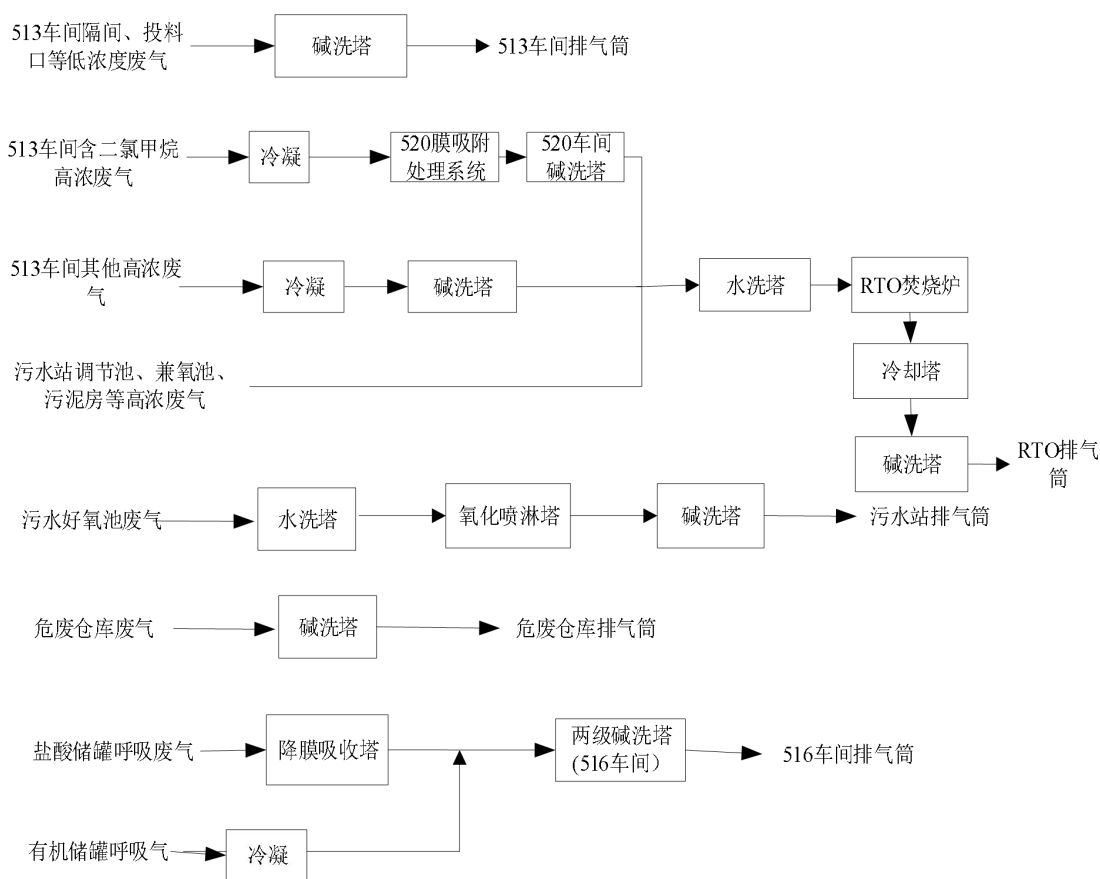 513车间隔间、投料
口等低浓度废气
碱洗塔
513车间排气筒
513车间含二氯甲烷
高浓废气
冷凝
520膜吸附
处理系统
520车间
碱洗塔
513车间其他高浓废
气
冷凝
碱洗塔
水洗塔
RTO焚烧炉
污水站调节池、兼氧池、
污泥房等高浓废气
冷却塔
碱洗塔
RTO排气
筒
污水好氧池废气
水洗塔
氧化喷淋塔
碱洗塔
污水站排气筒
危废仓库废气
碱洗塔
危废仓库排气筒
盐酸储罐呼吸废气
降膜吸收塔
两级碱洗塔
(516车间）
516车间排气筒
有机储罐呼吸气
冷凝